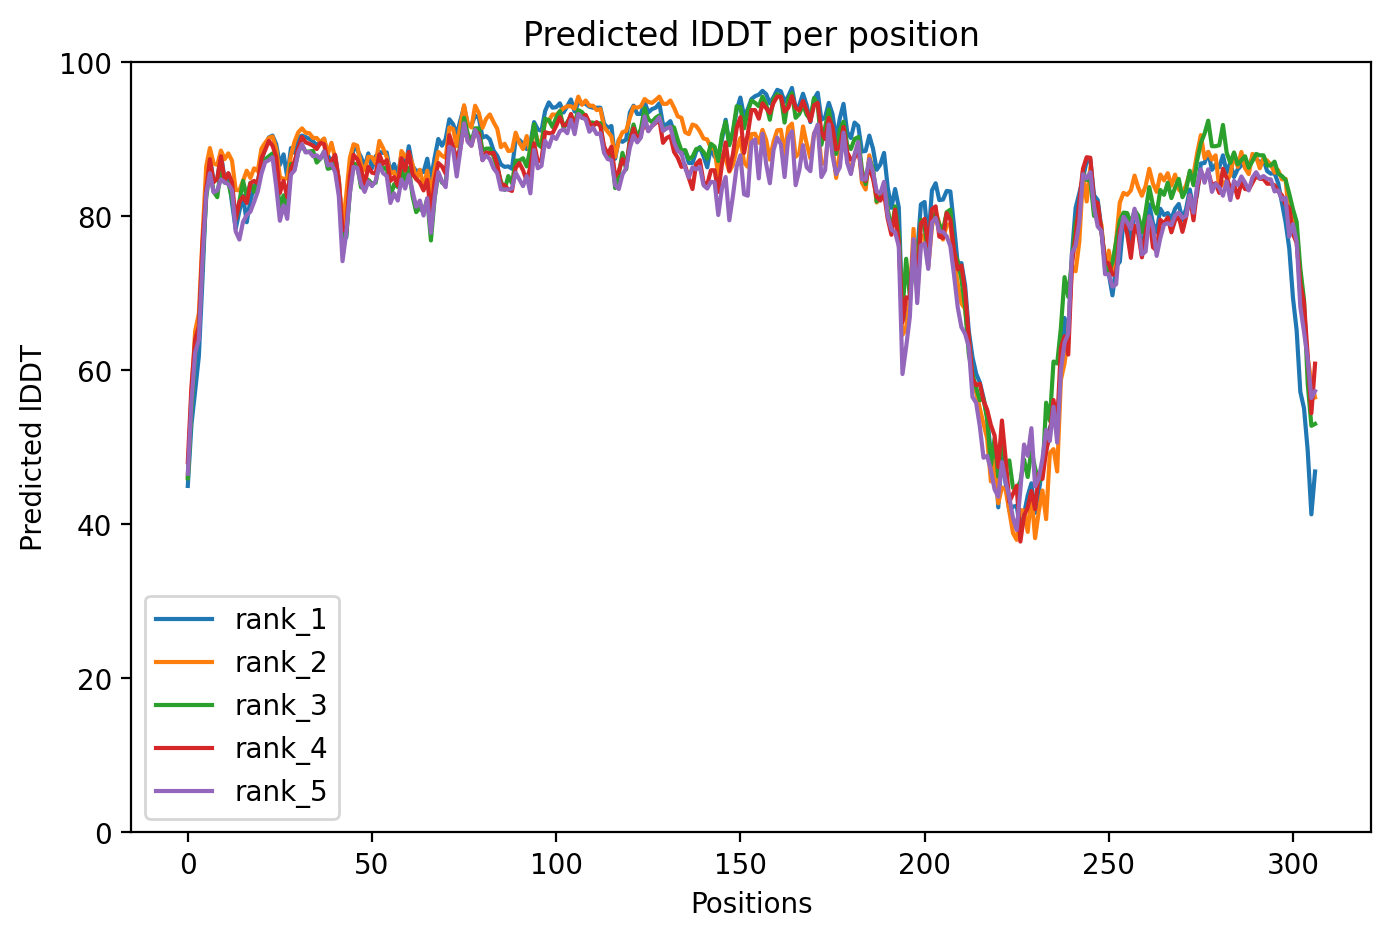 Predicted lDDT per position
Predicted lDDT
100
80
60
40
20
0
rank_1
rank_2
rank_3
rank_4
rank_5
0 50 100 150 200 250 300
Positions